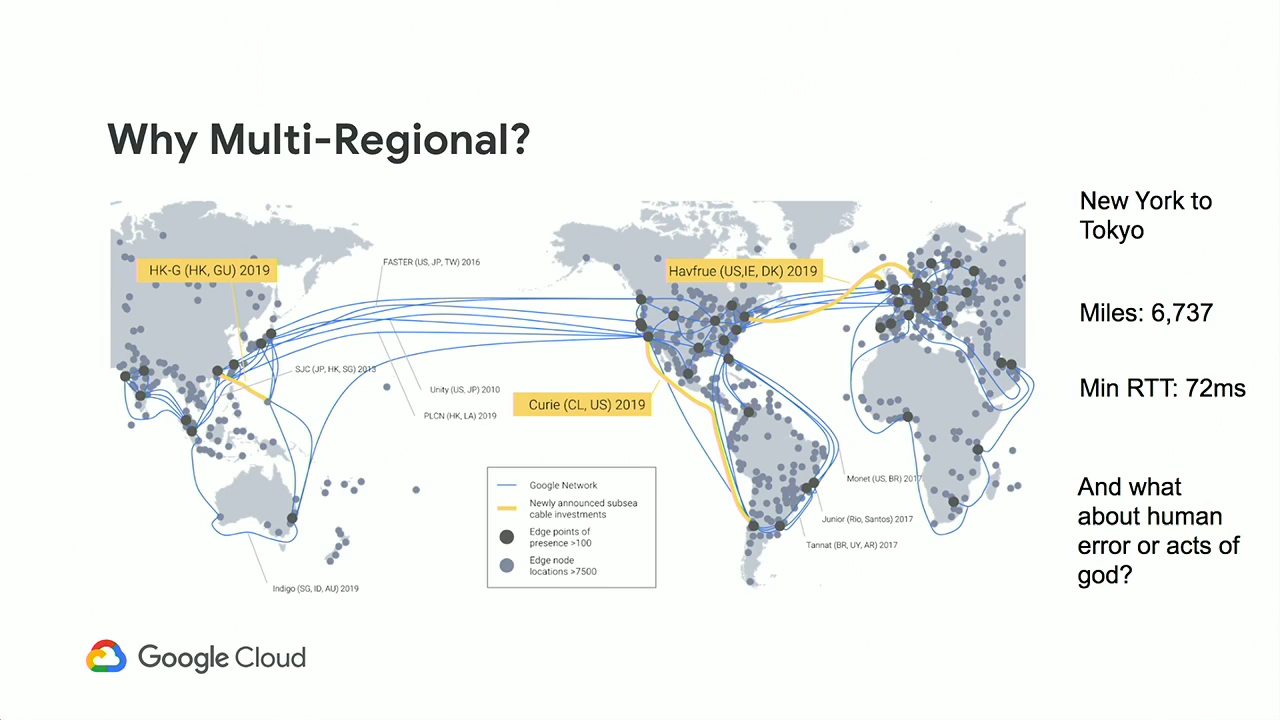 Why Multi-Regional?
New York to
Tokyo
Miles: 6,737
Min RTT: 72ms
And what
about human
error or acts of
god?
HK-G (HK, GU) 2019
FASTER (US, JP, TW) 2016
Havfrue (US,IE, DK) 2019
SJC (JP, HK, SG) 2013
Unity (US, JP) 2010
PLCN (HK, LA) 2019
Curie (CL, US) 2019
Monet (US, BR) 2017
Junior (Rio, Santos) 2017
Tannat (BR, UY, AR) 2017
Indigo (SG, ID, AU) 2019
Google Network
Newly announced subsea
cable investments
Edge points of
presence >100
Edge node
locations >7500
Google Cloud